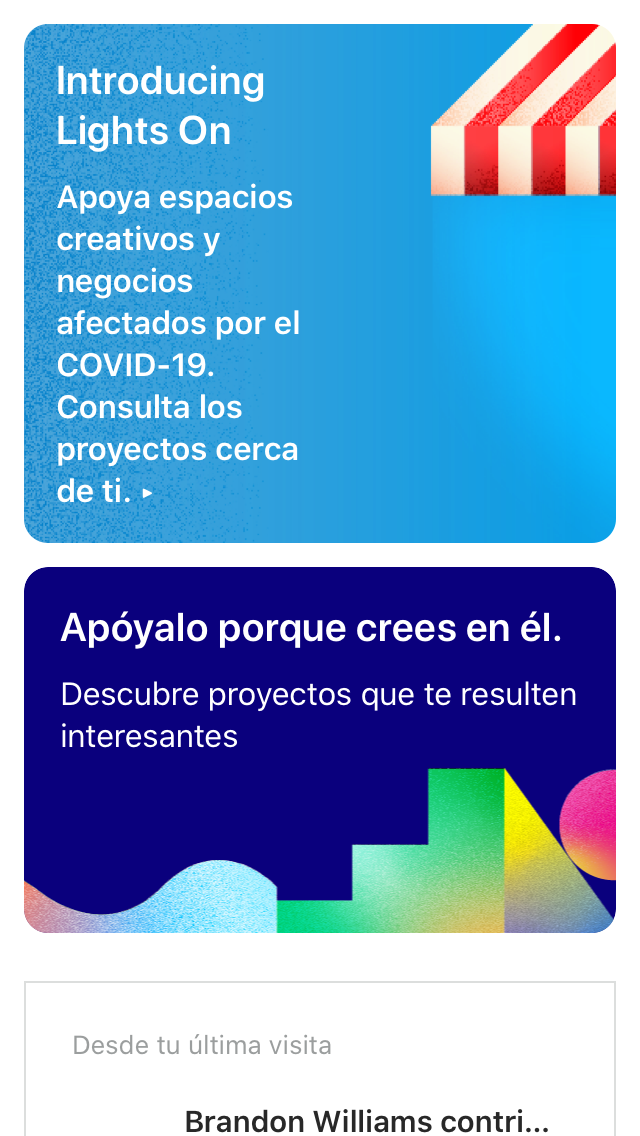 Introducing
Lights On
Apoya espacios
creativos y
negocios
afectados por el
COVID-19.
Consulta los
proyectos cerca
de ti. ▸
Apóyalo porque crees en él.
Descubre proyectos que te resulten
interesantes
Desde tu última visita
Brandon Williams contri...